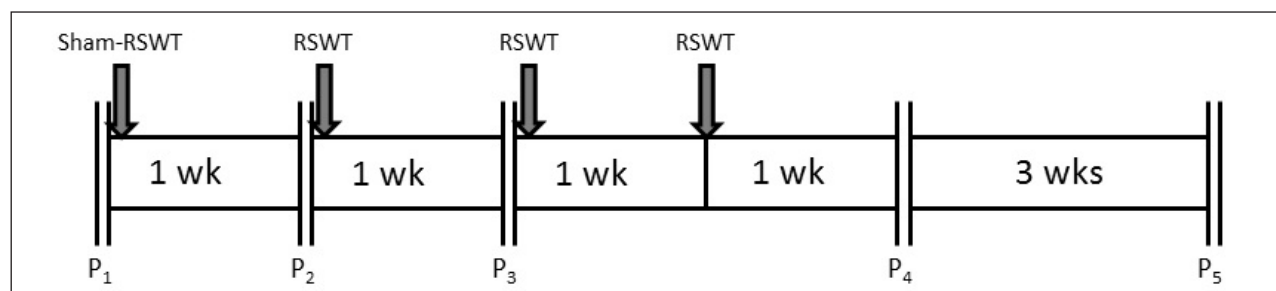 Sham-RSWT RSWT RSWT RSWT
1 wk 1 wk 1 wk 1 wk 3 wks
P1 P2 P3 P4 P5